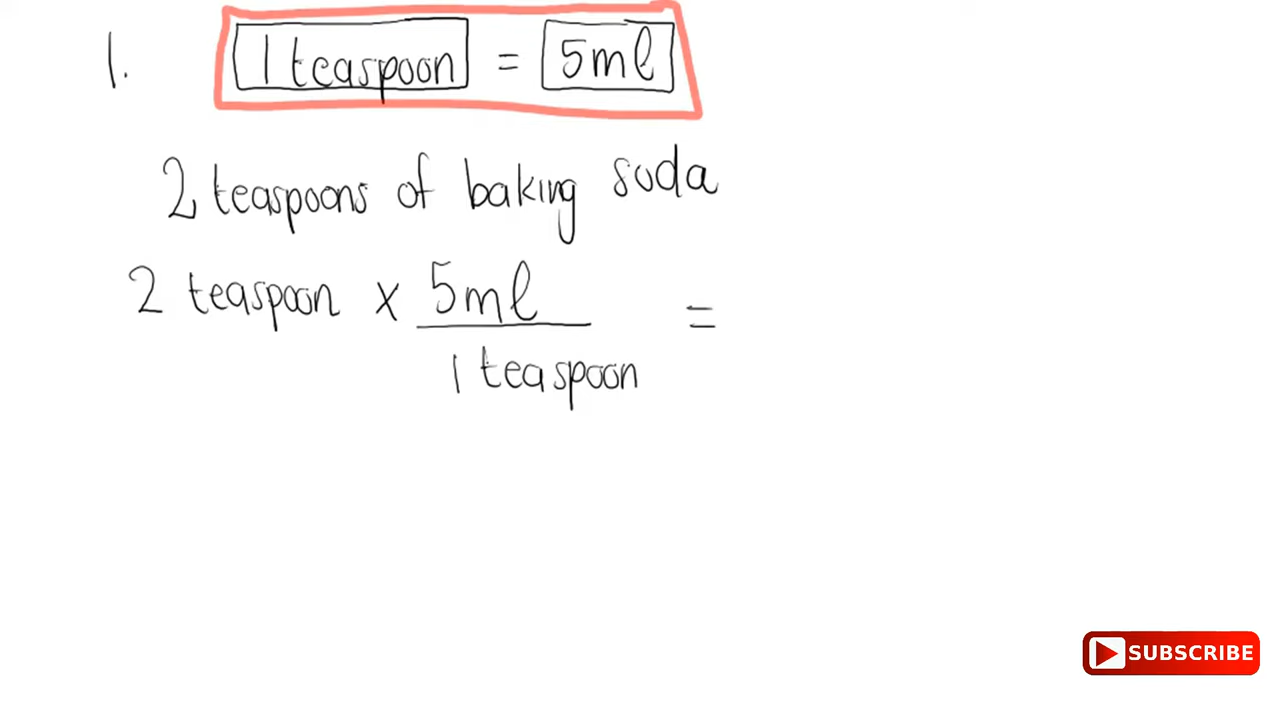 1. 1 teaspoon = 5ml
2 teaspoons of baking soda
2 teaspoon x 5ml =
1 teaspoon
SUBSCRIBE